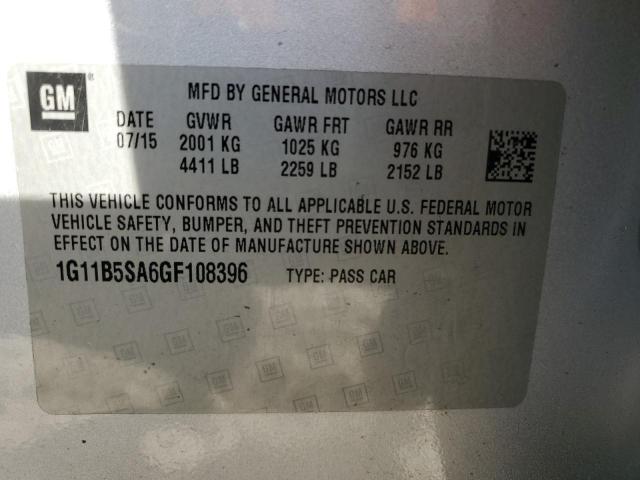 GM
MFD BY GENERAL MOTORS LLC
DATE GVWR GAWR FRT GAWR RR
07/15 2001 KG 1025 KG 976 KG
4411 LB 2259 LB 2152 LB
THIS VEHICLE CONFORMS TO ALL APPLICABLE U.S. FEDERAL MOTOR
VEHICLE SAFETY, BUMPER, AND THEFT PREVENTION STANDARDS IN
EFFECT ON THE DATE OF MANUFACTURE SHOWN ABOVE.
1G11B5SA6GF108396 TYPE: PASS CAR